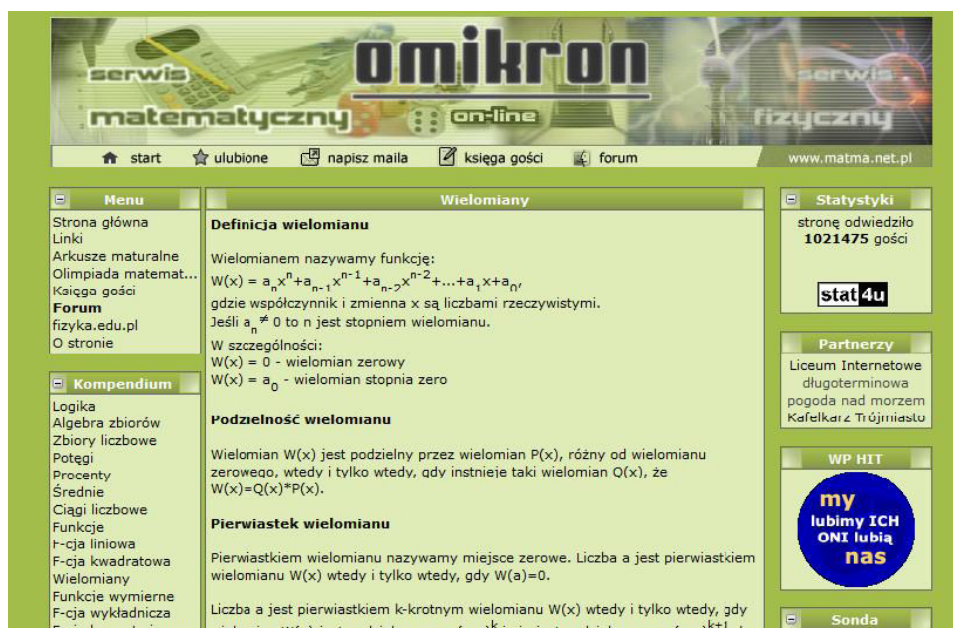 serwis
matematyczny
omikron
on-line
serwis
fizyczny
start
ulubione
napisz maila
księga gości
forum
www.matma.net.pl
Menu
Strona główna
Linki
Arkusze maturalne
Olimpiada matemat...
Księga gości
Forum
fizyka.edu.pl
O stronie
Kompendium
Logika
Algebra zbiorów
Zbiory liczbowe
Potęgi
Procenty
Średnie
Ciągi liczbowe
Funkcje
F-cja liniowa
F-cja kwadratowa
Wielomiany
Funkcje wymierne
F-cja wykładnicza
Wielomiany
Definicja wielomianu
Wielomianem nazywamy funkcję:
W(x) = aₙxⁿ+aₙ₋₁xⁿ⁻¹+aₙ₋₂xⁿ⁻²+...+a₁x+a₀,
gdzie współczynnik i zmienna x są liczbami rzeczywistymi.
Jeśli aₙ ≠ 0 to n jest stopniem wielomianu.
W szczególności:
W(x) = 0 - wielomian zerowy
W(x) = a₀ - wielomian stopnia zero
Podzielność wielomianu
Wielomian W(x) jest podzielny przez wielomian P(x), różny od wielomianu
zerowego, wtedy i tylko wtedy, gdy instnieje taki wielomian Q(x), że
W(x)=Q(x)*P(x).
Pierwiastek wielomianu
Pierwiastkiem wielomianu nazywamy miejsce zerowe. Liczba a jest pierwiastkiem
wielomianu W(x) wtedy i tylko wtedy, gdy W(a)=0.
Liczba a jest pierwiastkiem k-krotnym wielomianu W(x) wtedy i tylko wtedy, gdy
Statystyki
stronę odwiedziło
1021475 gości
stat4u
Partnerzy
Liceum Internetowe
długoterminowa
pogoda nad morzem
Kafelkarz Trójmiasto
WP HIT
my
lubimy ICH
ONI lubią
nas
Sonda